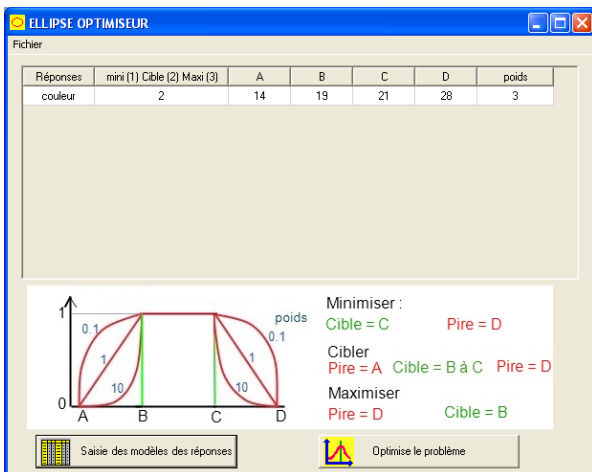 ELLIPSE OPTIMISEUR
Fichier
Réponses mini (1) Cible (2) Maxi (3) A B C D poids
couleur 2 14 19 21 28 3
1
0.1
1
10
0
A B C D
poids
0.1
1
10
Minimiser :
Cible = C Pire = D
Cibler
Pire = A Cible = B à C Pire = D
Maximiser
Pire = D Cible = B
Saisie des modèles des réponses
Optimise le problème